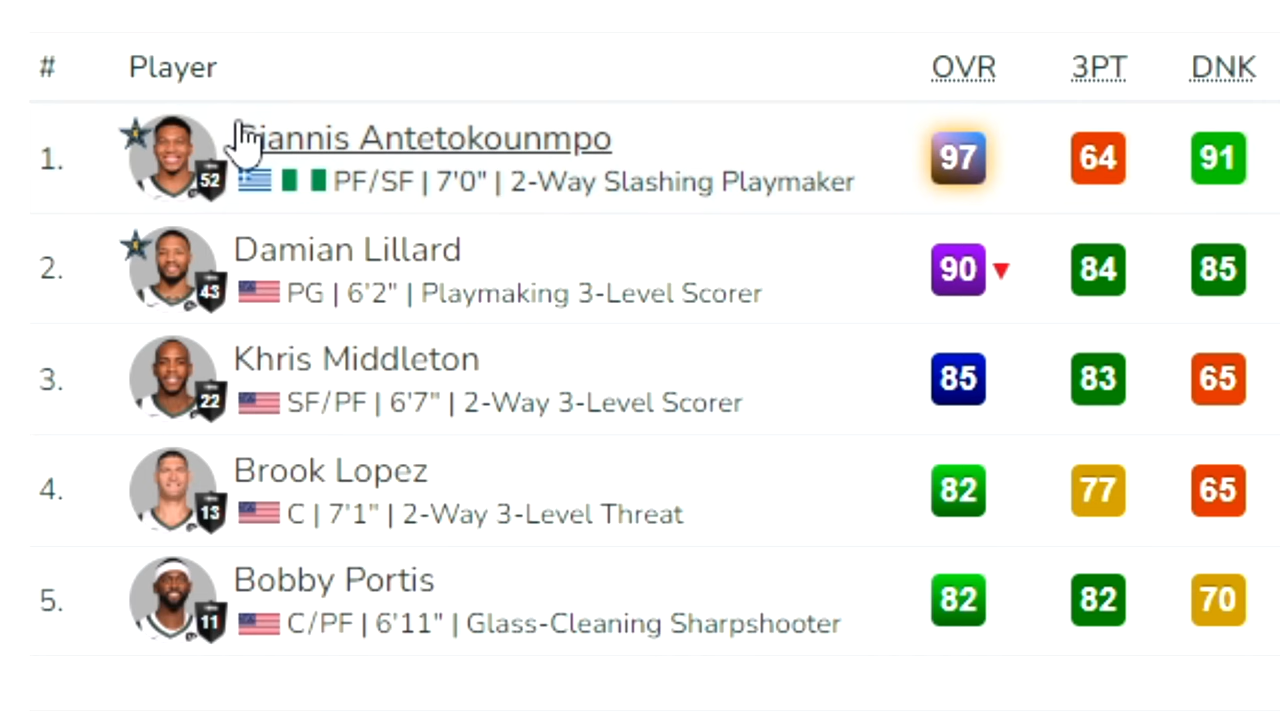 # Player OVR 3PT DNK
1. Giannis Antetokounmpo 97 64 91
52 PF/SF | 7'0" | 2-Way Slashing Playmaker
2. Damian Lillard 90 84 85
43 PG | 6'2" | Playmaking 3-Level Scorer
3. Khris Middleton 85 83 65
22 SF/PF | 6'7" | 2-Way 3-Level Scorer
4. Brook Lopez 82 77 65
13 C | 7'1" | 2-Way 3-Level Threat
5. Bobby Portis 82 82 70
11 C/PF | 6'11" | Glass-Cleaning Sharpshooter